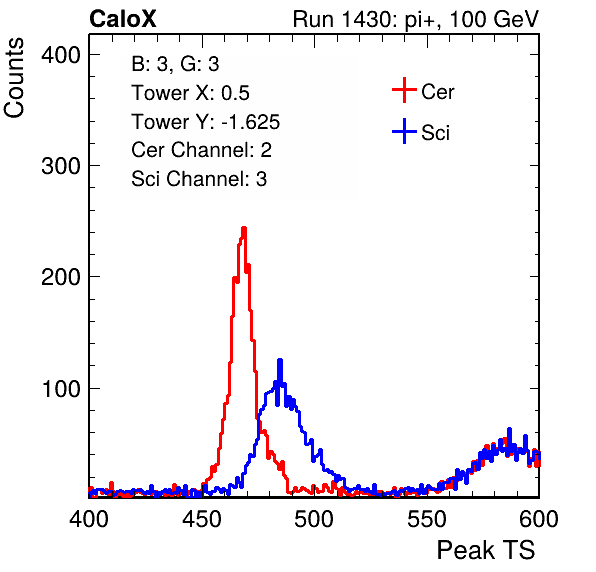 CaloX Run 1430: pi+, 100 GeV
Counts
400
300
200
100
B: 3, G: 3
Tower X: 0.5
Tower Y: -1.625
Cer Channel: 2
Sci Channel: 3
Cer
Sci
400 450 500 550 600
Peak TS